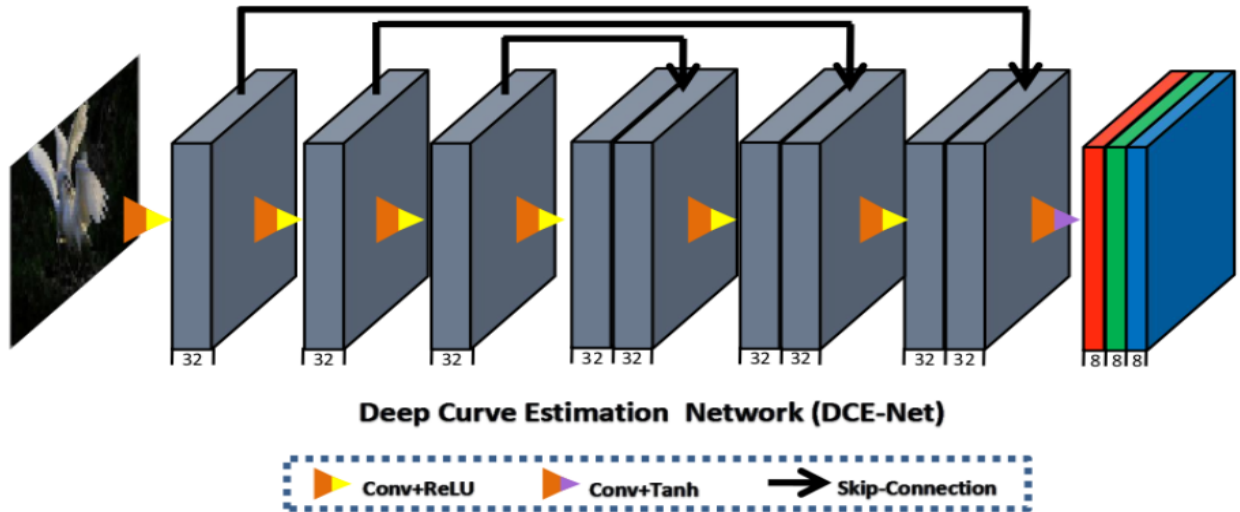 32 32 32 32 32 32 32 32 32 8 8 8
Deep Curve Estimation Network (DCE-Net)
Conv+ReLU Conv+Tanh Skip-Connection